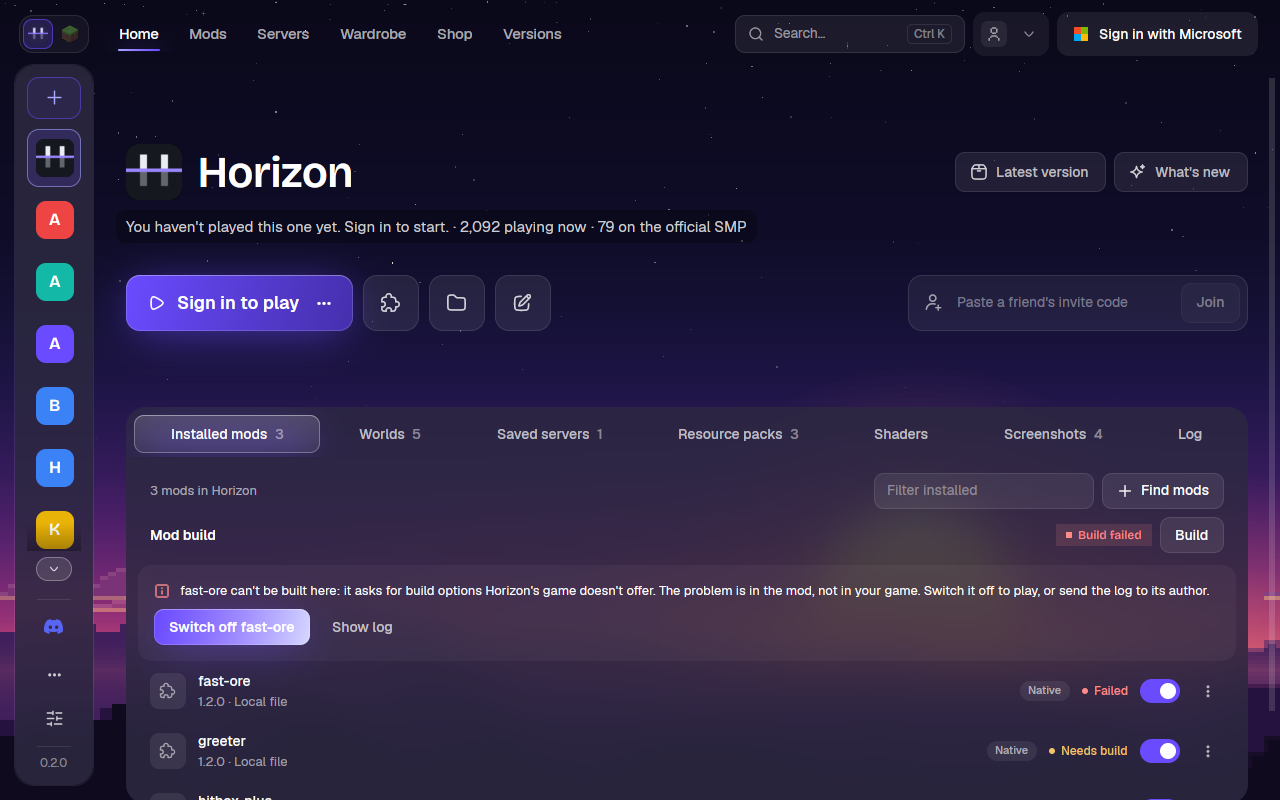 Home Mods Servers Wardrobe Shop Versions Search... Ctrl K Sign in with Microsoft
Horizon
Latest version What's new
You haven't played this one yet. Sign in to start. · 2,092 playing now · 79 on the official SMP
Sign in to play Paste a friend's invite code Join
A
A
A
B
H
K
0.2.0
Installed mods 3 Worlds 5 Saved servers 1 Resource packs 3 Shaders Screenshots 4 Log
3 mods in Horizon Filter installed Find mods
Mod build Build failed Build
fast-ore can't be built here: it asks for build options Horizon's game doesn't offer. The problem is in the mod, not in your game. Switch it off to play, or send the log to its author.
Switch off fast-ore Show log
fast-ore
1.2.0 · Local file
Native Failed
greeter
1.2.0 · Local file
Native Needs build
hitbox-plus